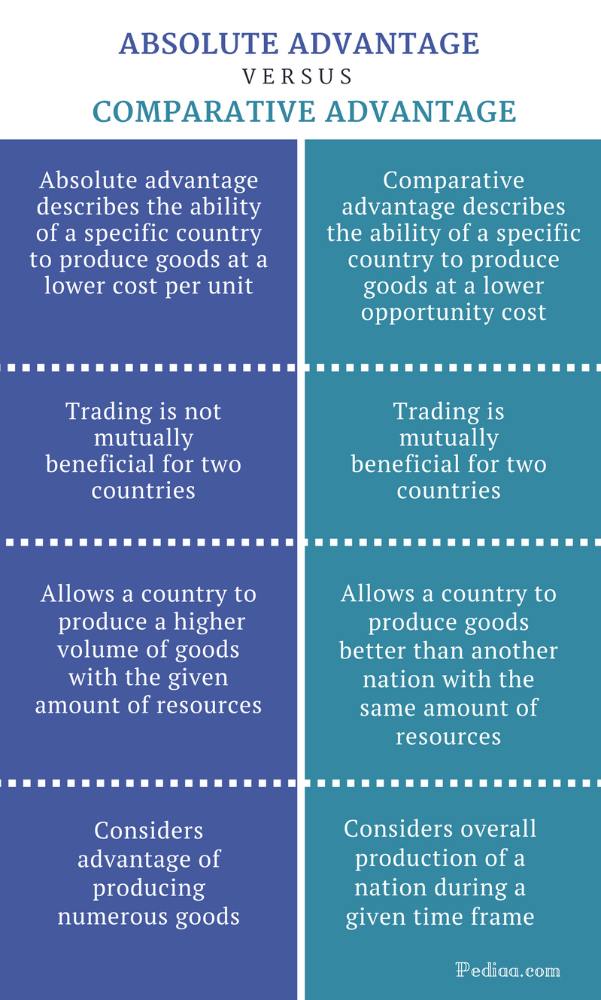 ABSOLUTE ADVANTAGE
VERSUS
COMPARATIVE ADVANTAGE
Absolute advantage
describes the ability
of a specific country
to produce goods at a
lower cost per unit
Comparative
advantage describes
the ability of a specific
country to produce
goods at a lower
opportunity cost
Trading is not
mutually
beneficial for two
countries
Trading is
mutually
beneficial for two
countries
Allows a country to
produce a higher
volume of goods
with the given
amount of resources
Allows a country to
produce goods
better than another
nation with the
same amount of
resources
Considers
advantage of
producing
numerous goods
Considers overall
production of a
nation during a
given time frame
Pediaa.com